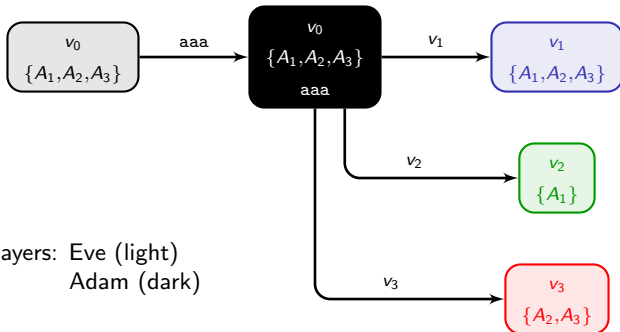 v₀
{A₁,A₂,A₃}
aaa
v₀
{A₁,A₂,A₃}
aaa
v₁
v₁
{A₁,A₂,A₃}
v₂
v₂
{A₁}
v₃
v₃
{A₂,A₃}
ayers: Eve (light)
Adam (dark)